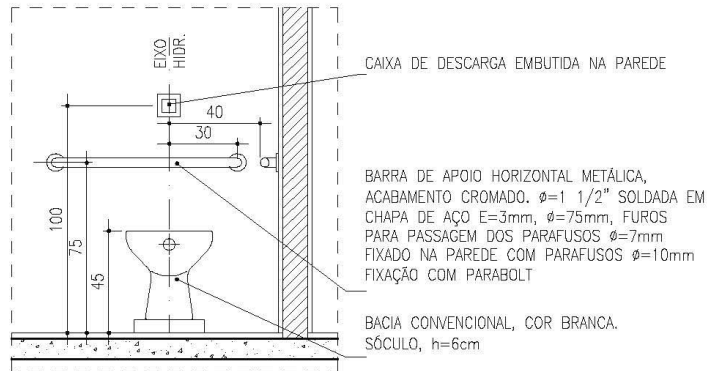 EIXO
HIDR.
CAIXA DE DESCARGA EMBUTIDA NA PAREDE
40
30
100
75
45
BARRA DE APOIO HORIZONTAL METÁLICA,
ACABAMENTO CROMADO. ø=1 1/2" SOLDADA EM
CHAPA DE AÇO E=3mm, ø=75mm, FUROS
PARA PASSAGEM DOS PARAFUSOS ø=7mm
FIXADO NA PAREDE COM PARAFUSOS ø=10mm
FIXAÇÃO COM PARABOLT
BACIA CONVENCIONAL, COR BRANCA.
SÓCULO, h=6cm